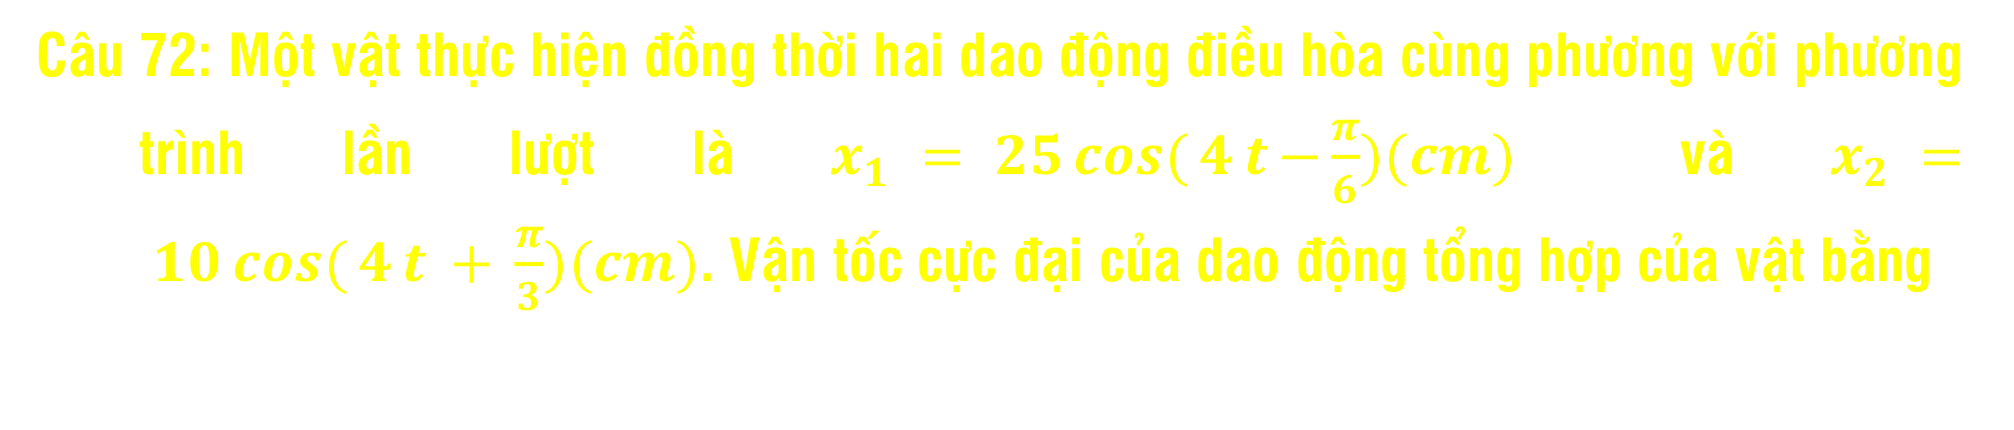 Câu 72: Một vật thực hiện đồng thời hai dao động điều hòa cùng phương với phương
trình lần lượt là x₁ = 25 cos( 4 t − π/6)(cm) và x₂ =
10 cos( 4 t + π/3)(cm). Vận tốc cực đại của dao động tổng hợp của vật bằng